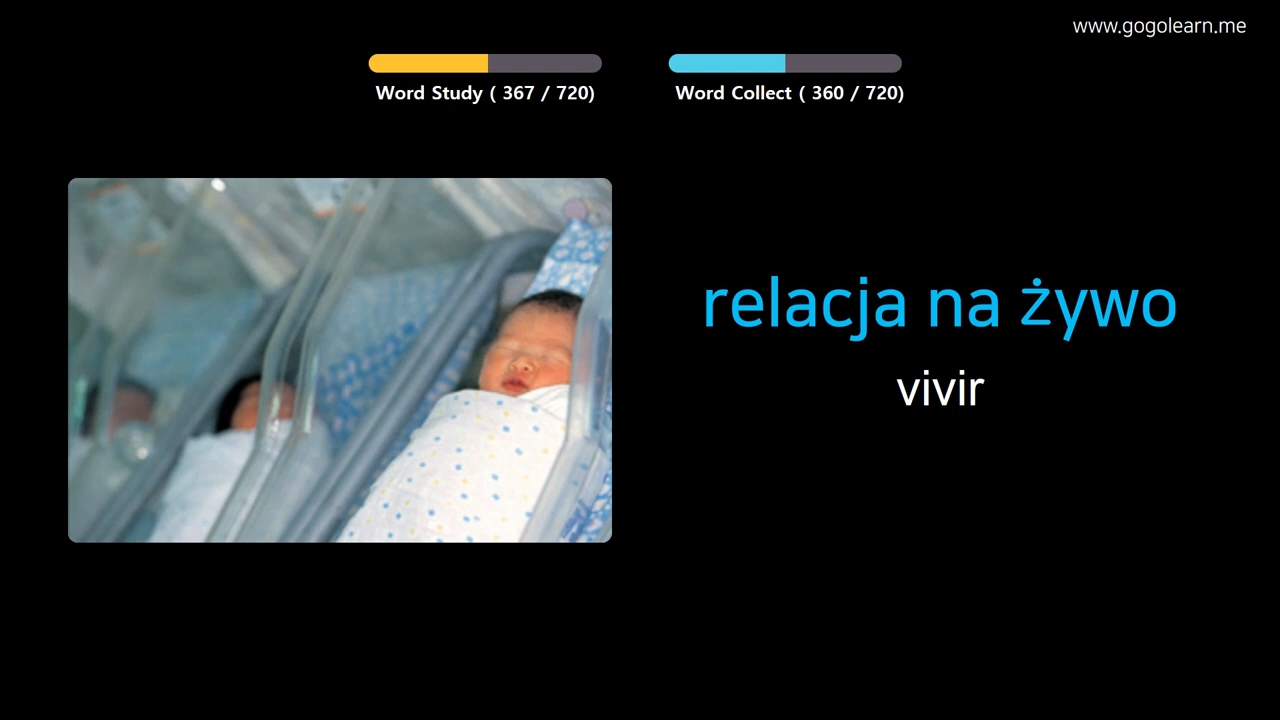 www.gogolearn.me
Word Study ( 367 / 720)
Word Collect ( 360 / 720)
relacja na żywo
vivir